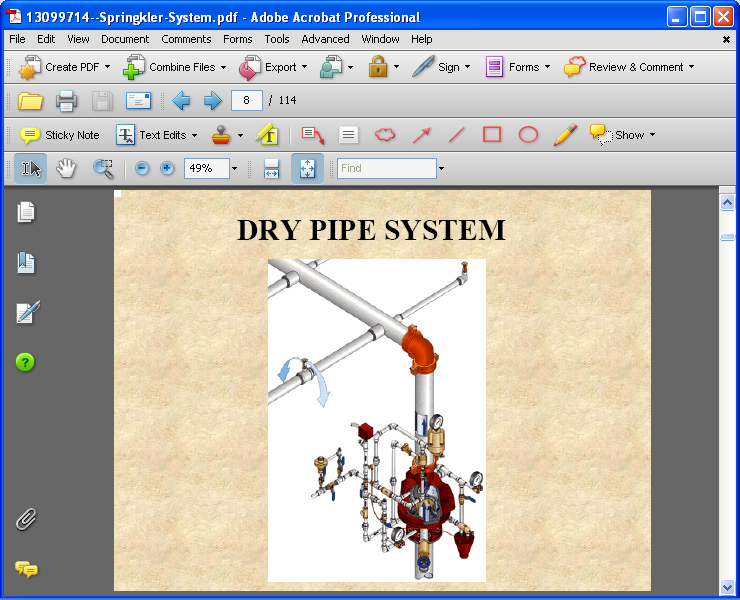 13099714--Springkler-System.pdf - Adobe Acrobat Professional
File Edit View Document Comments Forms Tools Advanced Window Help
Create PDF Combine Files Export Sign Forms Review & Comment
8 / 114
Sticky Note Text Edits Show
49% Find
DRY PIPE SYSTEM